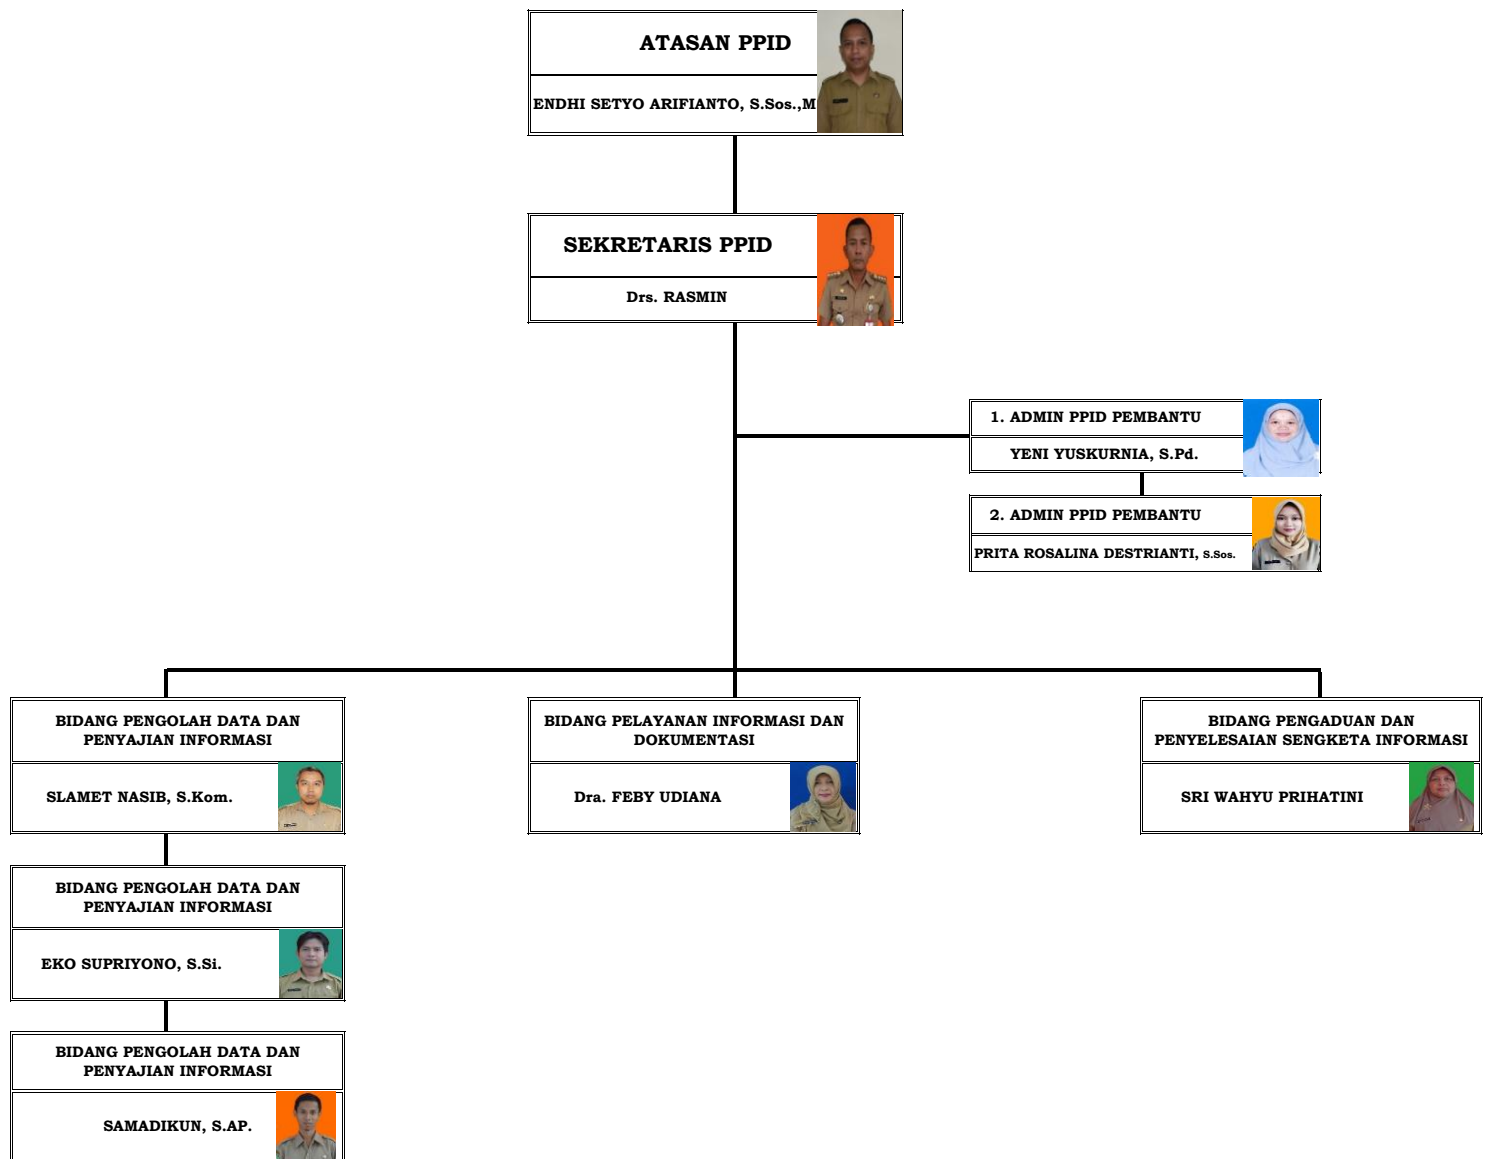 ATASAN PPID
ENDHI SETYO ARIFIANTO, S.Sos.,M
SEKRETARIS PPID
Drs. RASMIN
1. ADMIN PPID PEMBANTU
YENI YUSKURNIA, S.Pd.
2. ADMIN PPID PEMBANTU
PRITA ROSALINA DESTRIANTI, S.Sos.
BIDANG PENGOLAH DATA DAN
PENYAJIAN INFORMASI
SLAMET NASIB, S.Kom.
BIDANG PELAYANAN INFORMASI DAN
DOKUMENTASI
Dra. FEBY UDIANA
BIDANG PENGADUAN DAN
PENYELESAIAN SENGKETA INFORMASI
SRI WAHYU PRIHATINI
BIDANG PENGOLAH DATA DAN
PENYAJIAN INFORMASI
EKO SUPRIYONO, S.Si.
BIDANG PENGOLAH DATA DAN
PENYAJIAN INFORMASI
SAMADIKUN, S.AP.